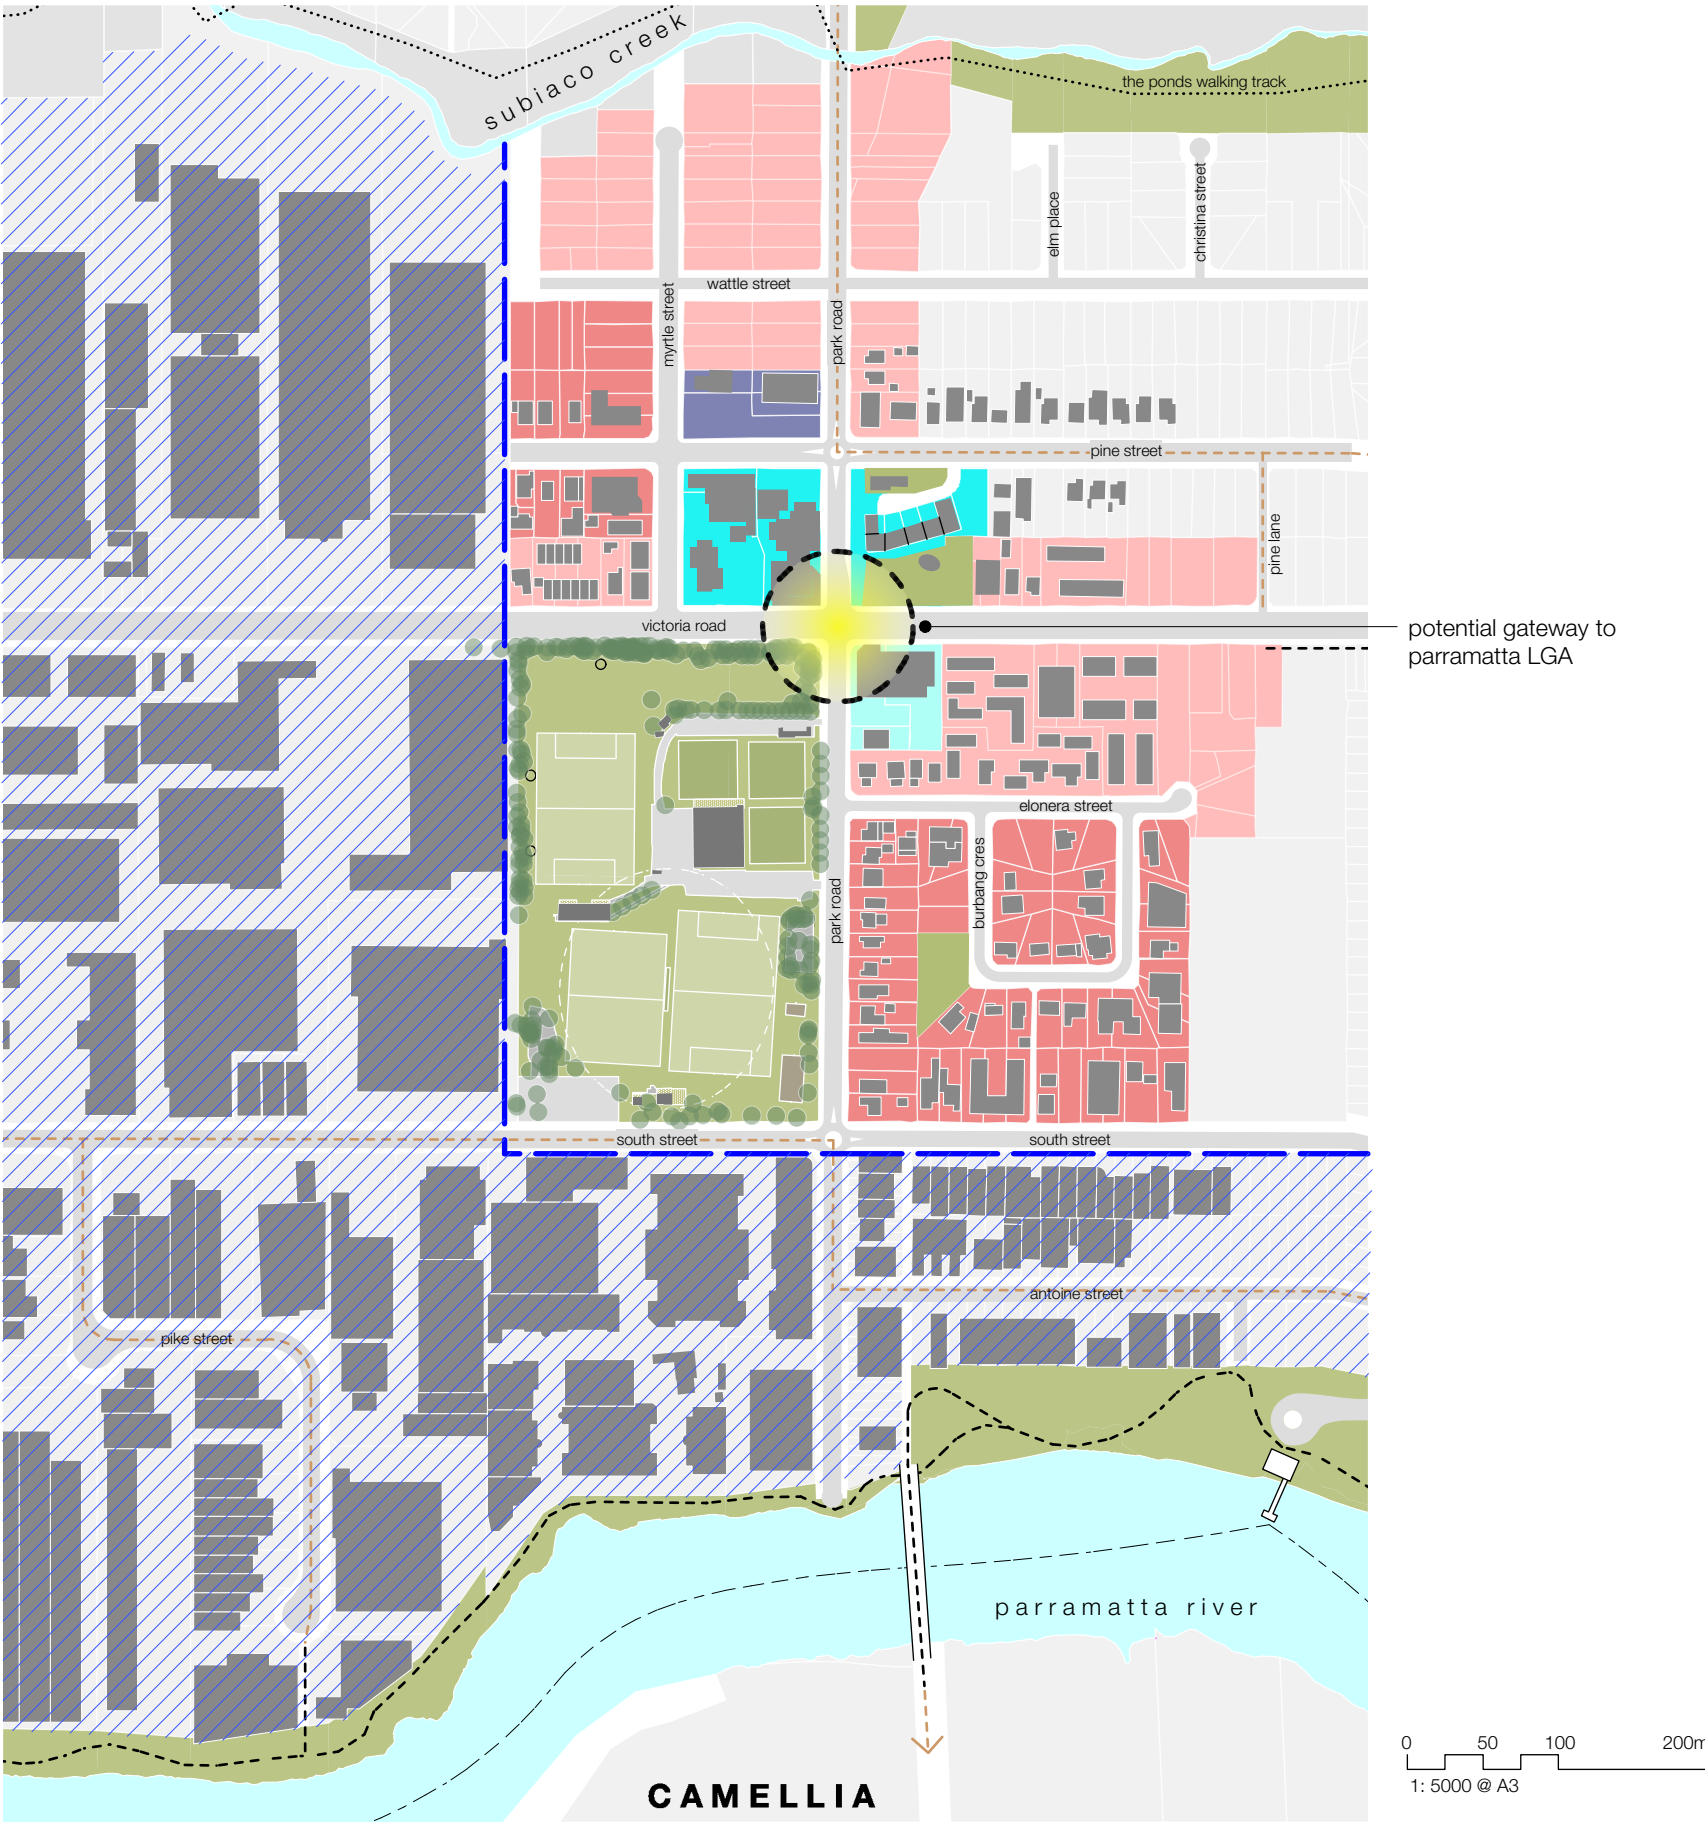 subiaco creek
the ponds walking track
elm place
christina street
wattle street
myrtle street
park road
pine street
pine lane
victoria road
potential gateway to
parramatta LGA
elonera street
burbang cres
park road
south street
south street
antoine street
pike street
parramatta river
0 50 100 200m
1: 5000 @ A3
CAMELLIA